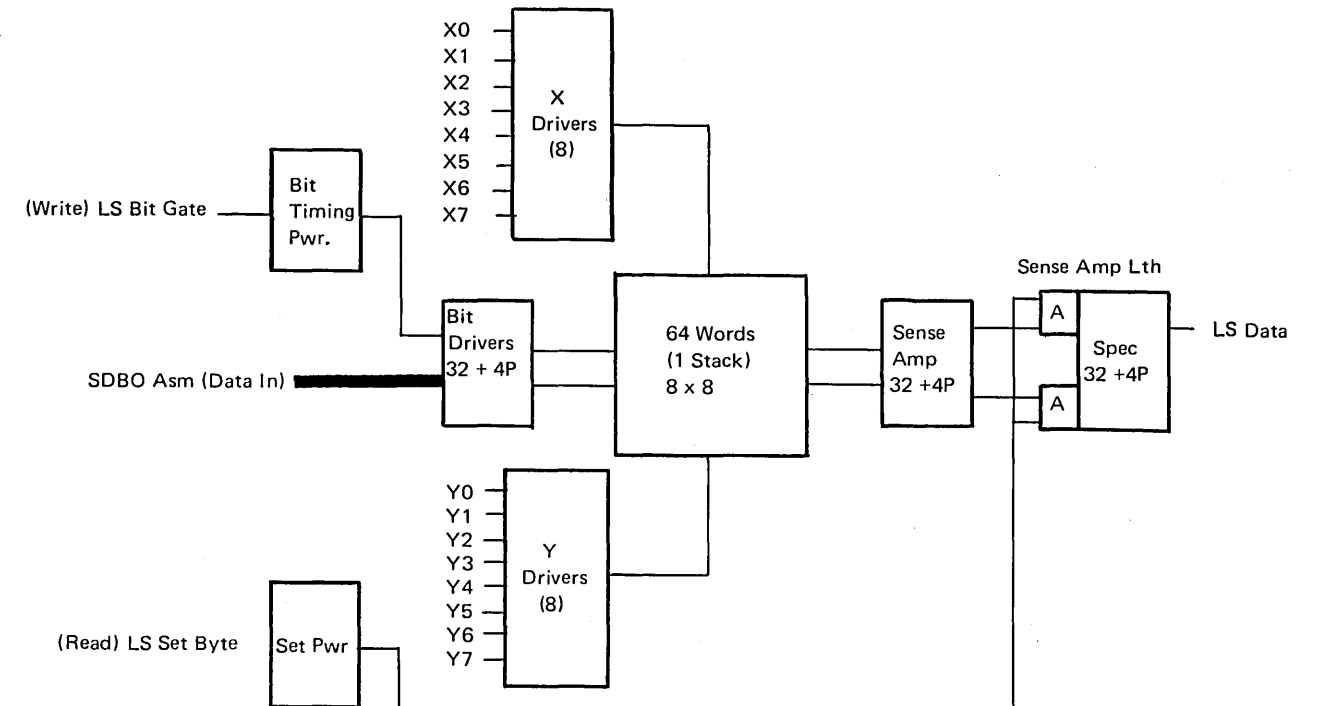 X0
X1
X2
X3
X4
X5
X6
X7
X
Drivers
(8)
(Write) LS Bit Gate
Bit
Timing
Pwr.
SDBO Asm (Data In)
Bit
Drivers
32 + 4P
64 Words
(1 Stack)
8 x 8
Sense
Amp
32 +4P
Sense Amp Lth
A
A
Spec
32 +4P
LS Data
Y0
Y1
Y2
Y3
Y4
Y5
Y6
Y7
Y
Drivers
(8)
(Read) LS Set Byte
Set Pwr